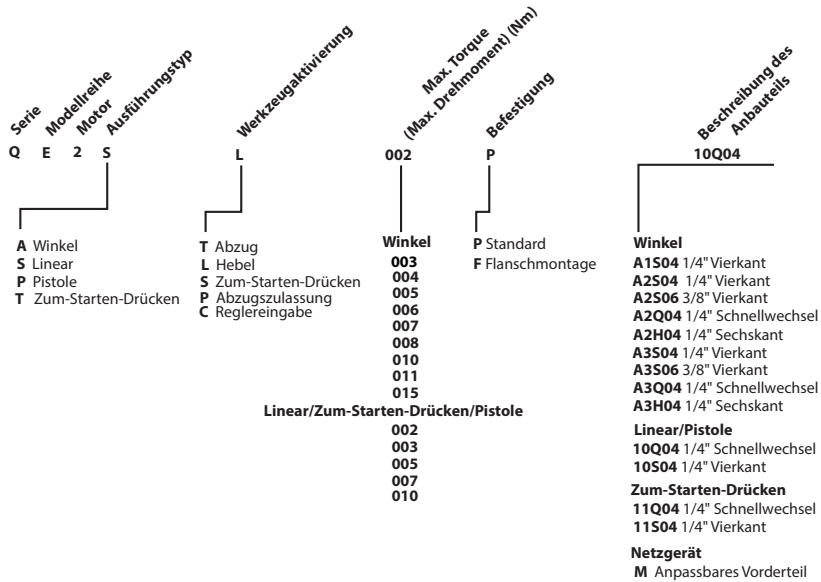 Serie
Modellreihe
Motor
Ausführungstyp
Werkzeugaktivierung
Max. Torque
(Max. Drehmoment) (Nm)
Befestigung
Beschreibung des
Anbauteils
Q E 2 S L 002 P 10Q04
A Winkel
S Linear
P Pistole
T Zum-Starten-Drücken
T Abzug
L Hebel
S Zum-Starten-Drücken
P Abzugszulassung
C Reglereingabe
Winkel
003
004
005
006
007
008
010
011
015
Linear/Zum-Starten-Drücken/Pistole
002
003
005
007
010
P Standard
F Flanschmontage
Winkel
A1S04 1/4" Vierkant
A2S04 1/4" Vierkant
A2S06 3/8" Vierkant
A2Q04 1/4" Schnellwechsel
A2H04 1/4" Sechskant
A3S04 1/4" Vierkant
A3S06 3/8" Vierkant
A3Q04 1/4" Schnellwechsel
A3H04 1/4" Sechskant
Linear/Pistole
10Q04 1/4" Schnellwechsel
10S04 1/4" Vierkant
Zum-Starten-Drücken
11Q04 1/4" Schnellwechsel
11S04 1/4" Vierkant
Netzgerät
M Anpassbares Vorderteil